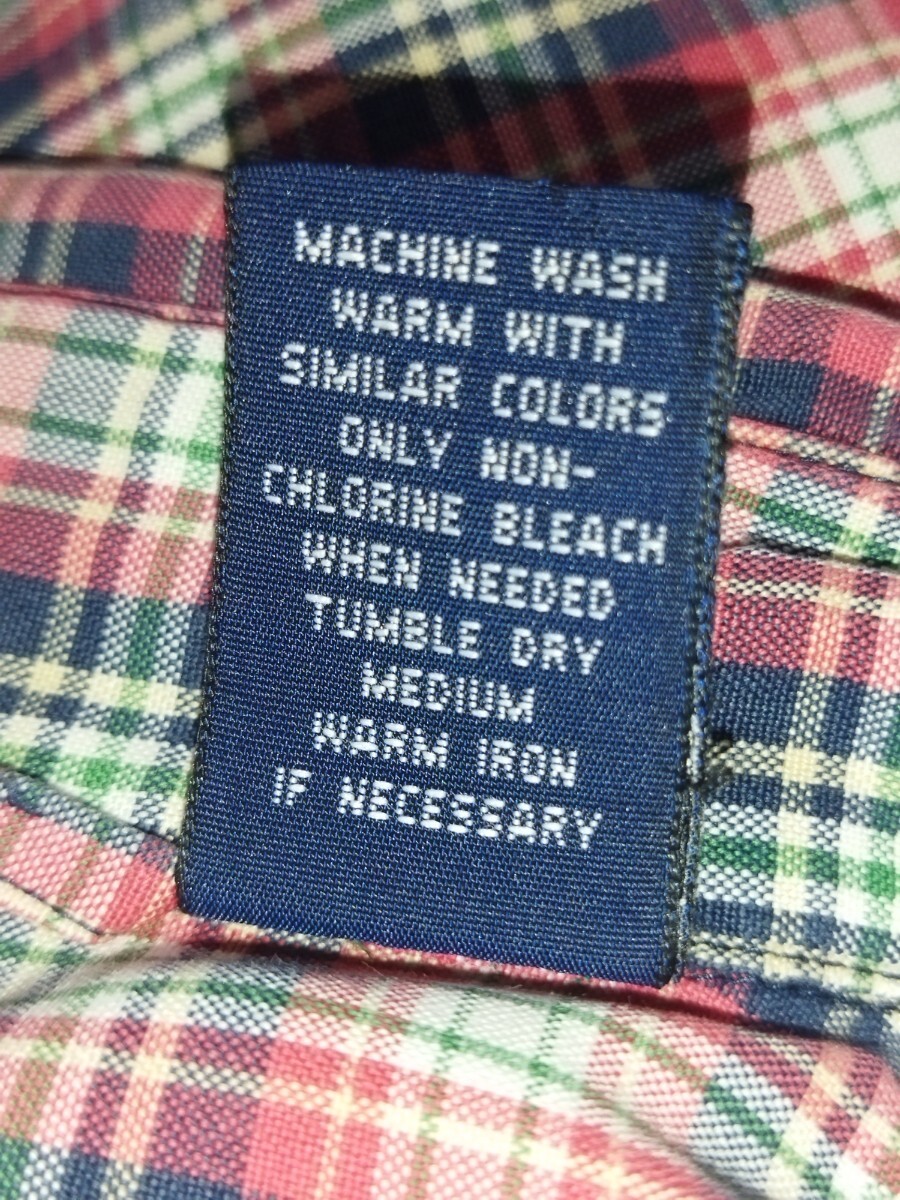 MACHINE WASH
WARM WITH
SIMILAR COLORS
ONLY NON-
CHLORINE BLEACH
WHEN NEEDED
TUMBLE DRY
MEDIUM
WARM IRON
IF NECESSARY